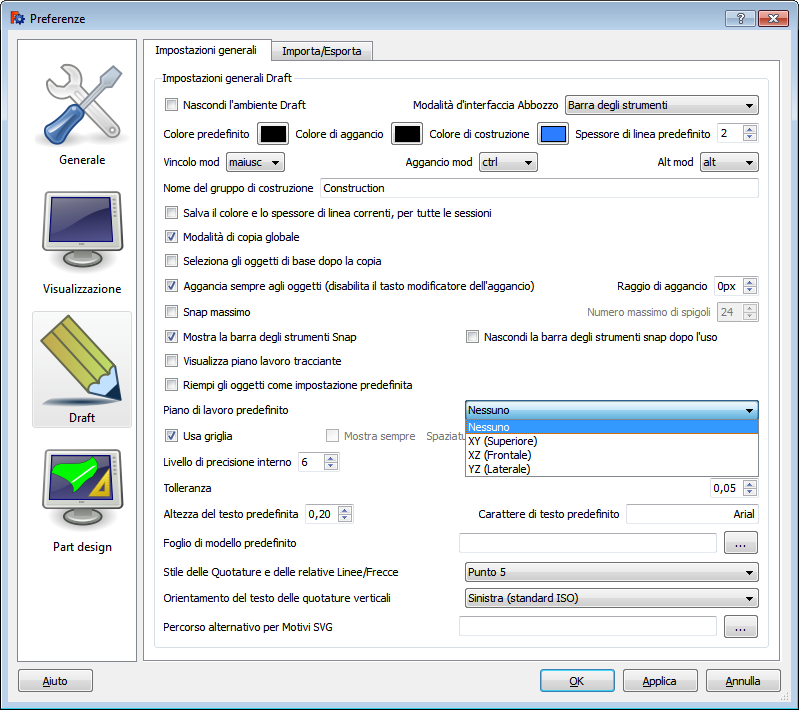 Preferenze
?
Generale
Visualizzazione
Draft
Part design
Impostazioni generali Importa/Esporta
Impostazioni generali Draft
Nascondi l'ambiente Draft Modalità d'interfaccia Abbozzo Barra degli strumenti
Colore predefinito Colore di aggancio Colore di costruzione Spessore di linea predefinito 2
Vincolo mod maiusc Aggancio mod ctrl Alt mod alt
Nome del gruppo di costruzione Construction
Salva il colore e lo spessore di linea correnti, per tutte le sessioni
Modalità di copia globale
Seleziona gli oggetti di base dopo la copia
Aggancia sempre agli oggetti (disabilita il tasto modificatore dell'aggancio) Raggio di aggancio 0px
Snap massimo Numero massimo di spigoli 24
Mostra la barra degli strumenti Snap Nascondi la barra degli strumenti snap dopo l'uso
Visualizza piano lavoro tracciante
Riempi gli oggetti come impostazione predefinita
Piano di lavoro predefinito Nessuno
Nessuno
XY (Superiore)
XZ (Frontale)
YZ (Laterale)
Usa griglia Mostra sempre Spaziatu
Livello di precisione interno 6
Tolleranza 0,05
Altezza del testo predefinita 0,20 Carattere di testo predefinito Arial
Foglio di modello predefinito ...
Stile delle Quotature e delle relative Linee/Frecce Punto 5
Orientamento del testo delle quotature verticali Sinistra (standard ISO)
Percorso alternativo per Motivi SVG ...
Aiuto OK Applica Annulla